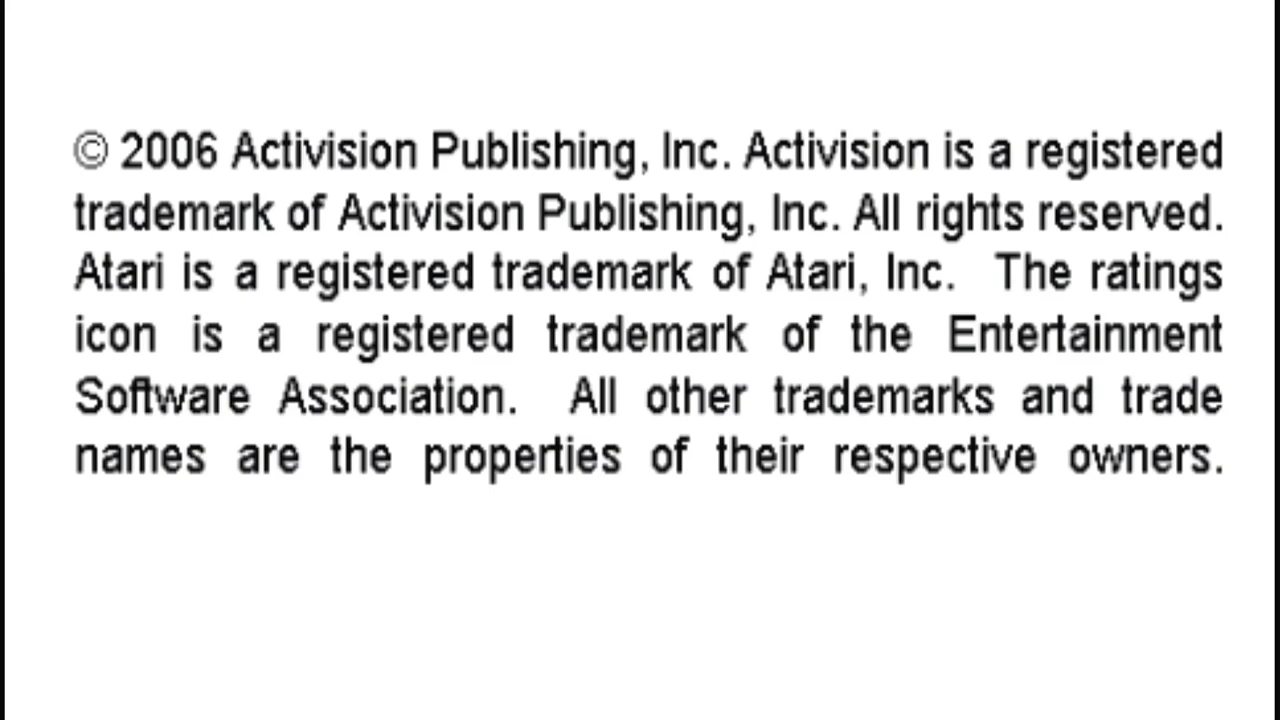 © 2006 Activision Publishing, Inc. Activision is a registered
trademark of Activision Publishing, Inc. All rights reserved.
Atari is a registered trademark of Atari, Inc.  The ratings
icon is a registered trademark of the Entertainment
Software Association.  All other trademarks and trade
names are the properties of their respective owners.